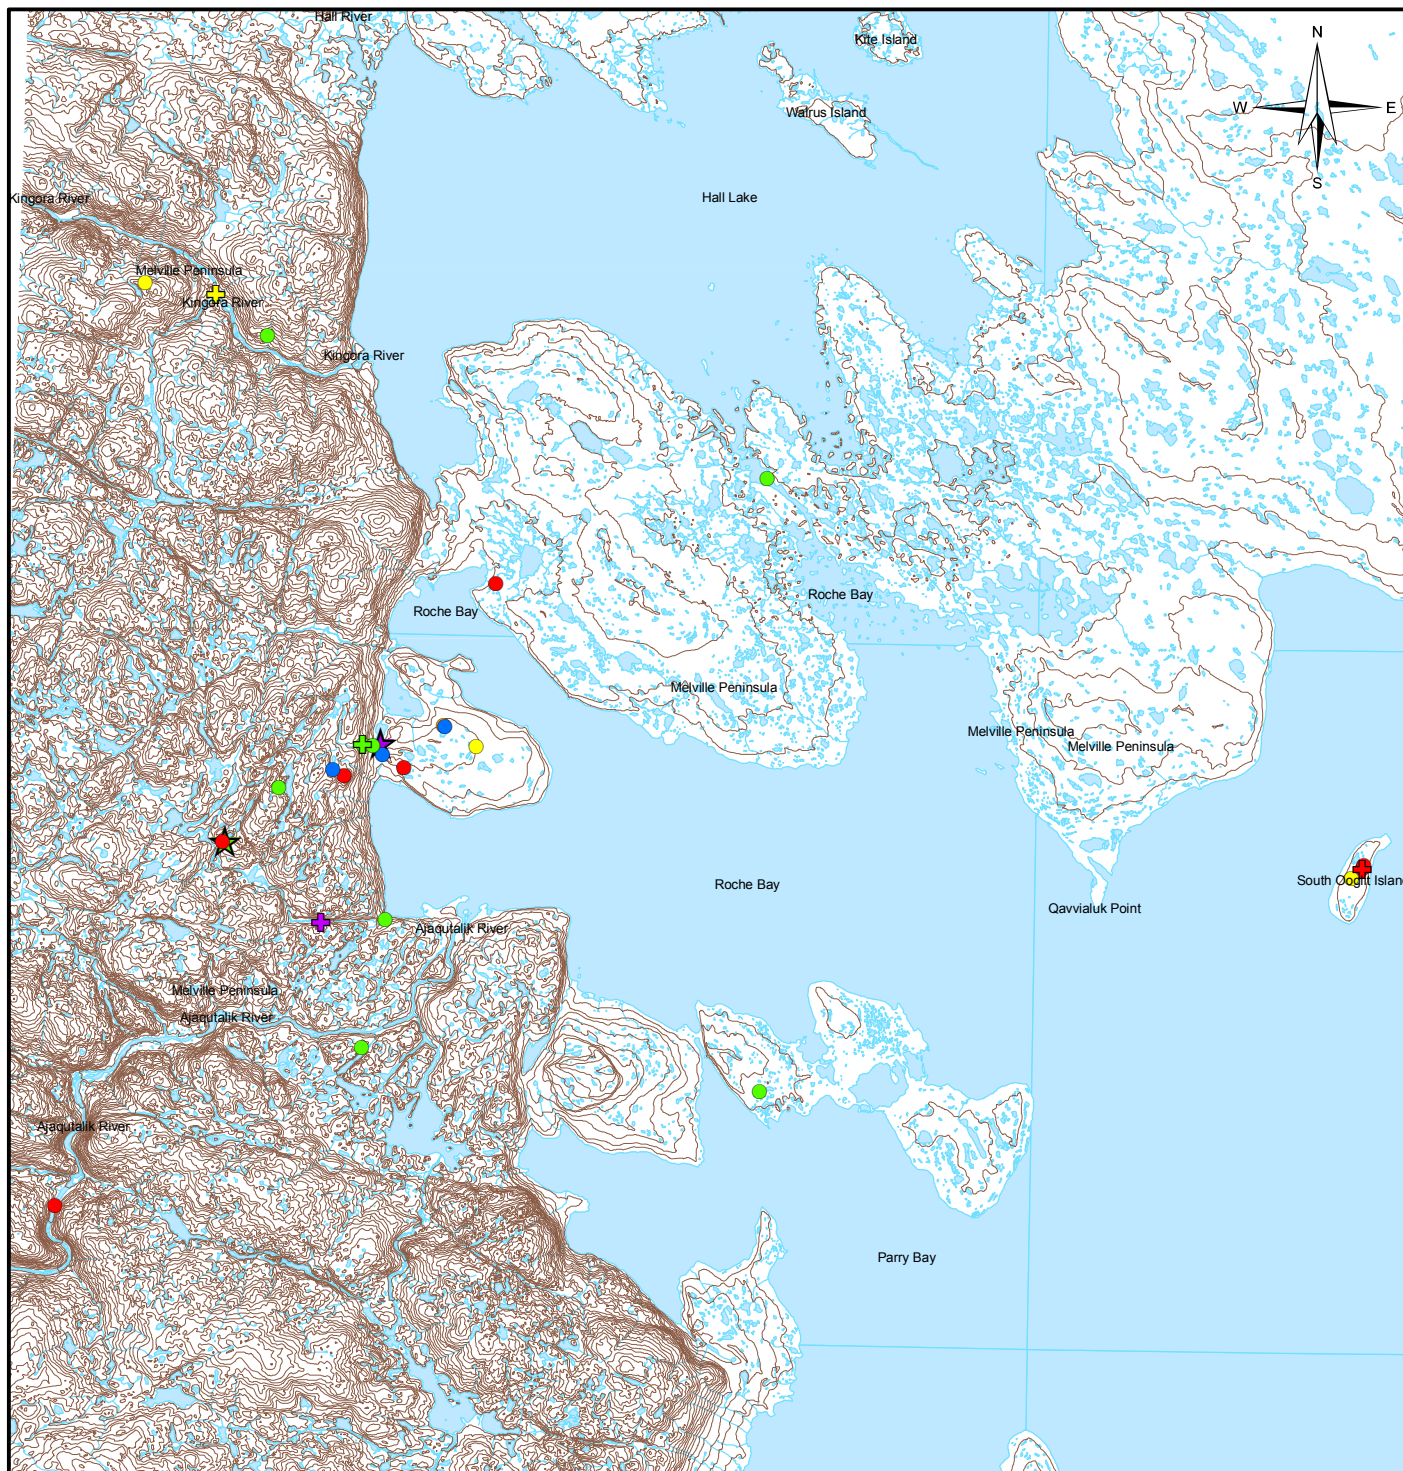 Hall River
Kite Island
N
Walrus Island
W
E
S
Kingora River
Hall Lake
Melville Peninsula
Kingora River
Kingora River
Roche Bay
Roche Bay
Melville Peninsula
Melville Peninsula
Melville Peninsula
Roche Bay
South Ooglit Island
Qavvialuk Point
Ajaqutalik River
Melville Peninsula
Ajaqutalik River
Ajaqutalik River
Parry Bay